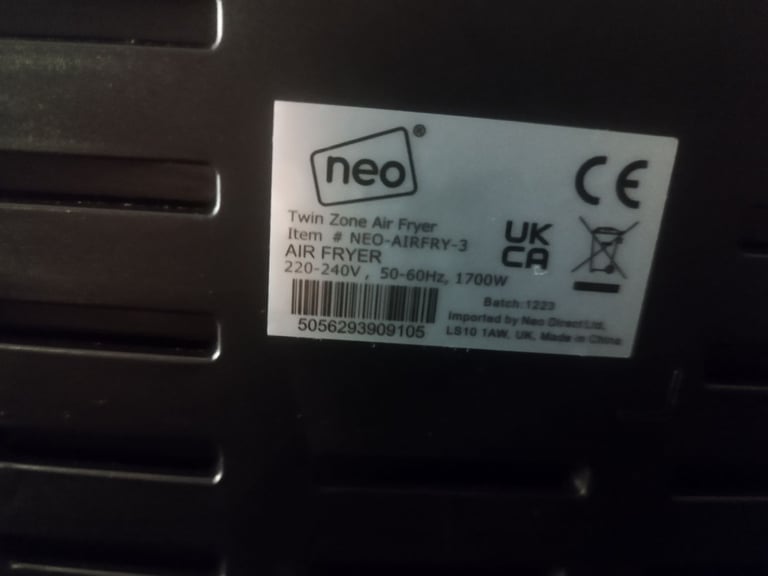 neo®
CE
Twin Zone Air Fryer
Item # NEO-AIRFRY-3
AIR FRYER
220-240V, 50-60Hz, 1700W
UK
CA
5056293909105
Batch:1223
Imported by Neo Direct Ltd,
LS10 1AW, UK, Made in China